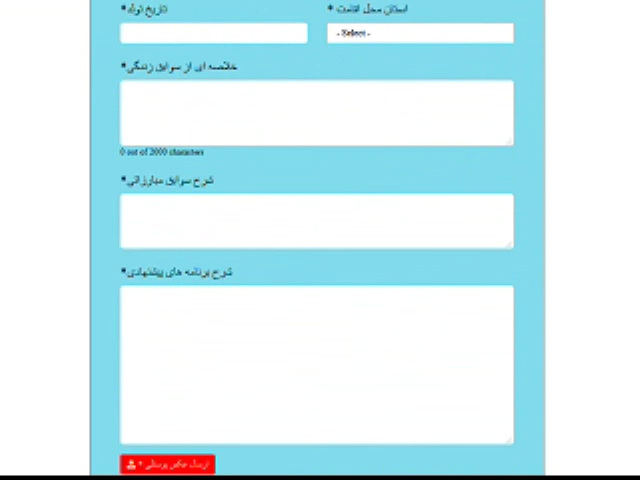 استان محل اقامت *
تاریخ تولد*
- Select -
خلاصه ای از سوابق زندگی*
0 out of 2000 characters
شرح سوابق مبارزاتی*
شرح برنامه های پیشنهادی*
ارسال عکس پرسنلی *